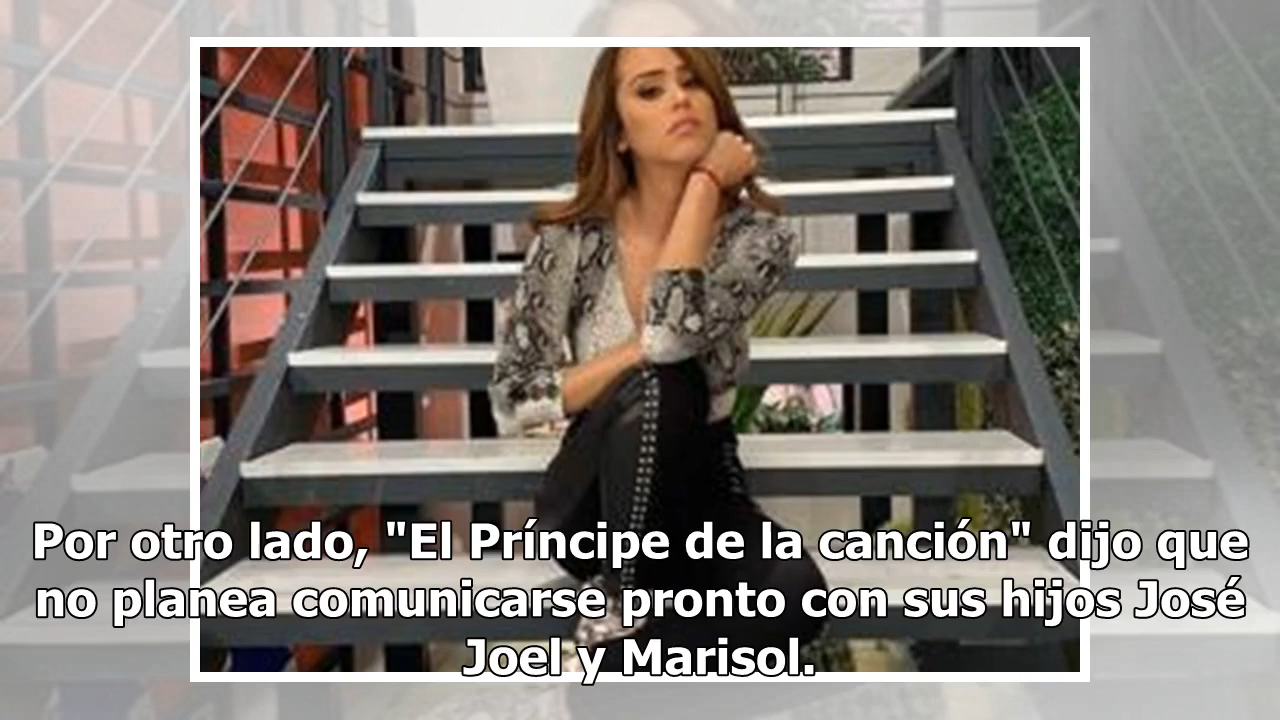 Por otro lado, "El Príncipe de la canción" dijo que
no planea comunicarse pronto con sus hijos José
Joel y Marisol.